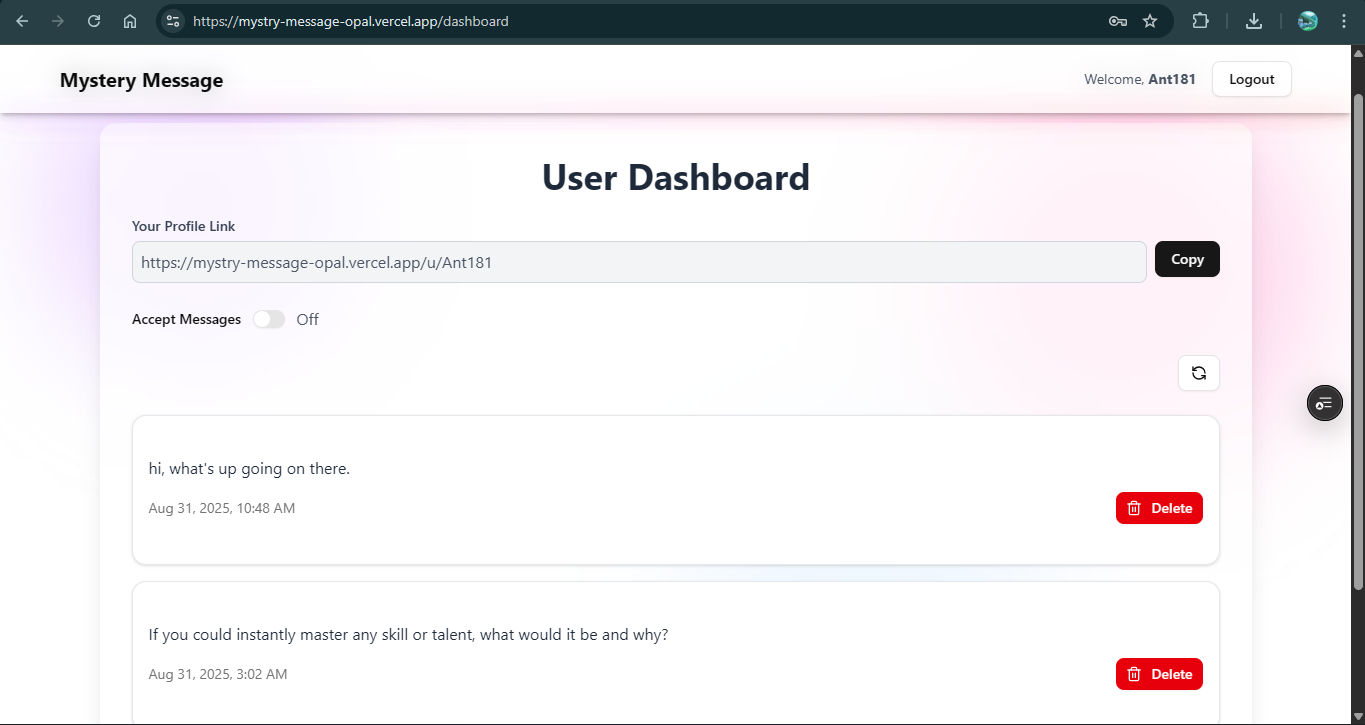 https://mystry-message-opal.vercel.app/dashboard
Mystery Message
Welcome, Ant181
Logout
User Dashboard
Your Profile Link
https://mystry-message-opal.vercel.app/u/Ant181
Copy
Accept Messages
Off
hi, what's up going on there.
Aug 31, 2025, 10:48 AM
Delete
If you could instantly master any skill or talent, what would it be and why?
Aug 31, 2025, 3:02 AM
Delete